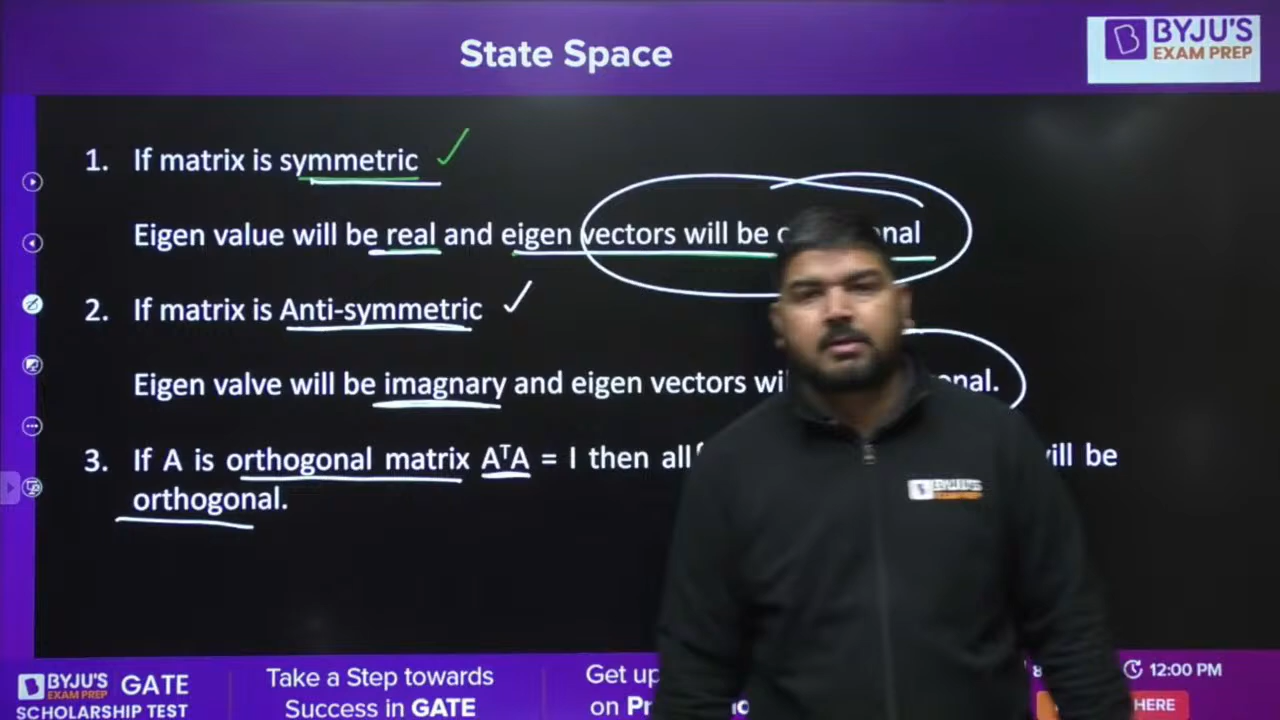 State Space
BYJU'S
EXAM PREP
1. If matrix is symmetric
Eigen value will be real and eigen vectors will be
2. If matrix is Anti-symmetric
Eigen valve will be imagnary and eigen vectors
3. If A is orthogonal matrix AᵀA = I then all
orthogonal.
BYJU'S
EXAM PREP
GATE
SCHOLARSHIP TEST
Take a Step towards
Success in GATE
Get
on
12:00 PM
HERE